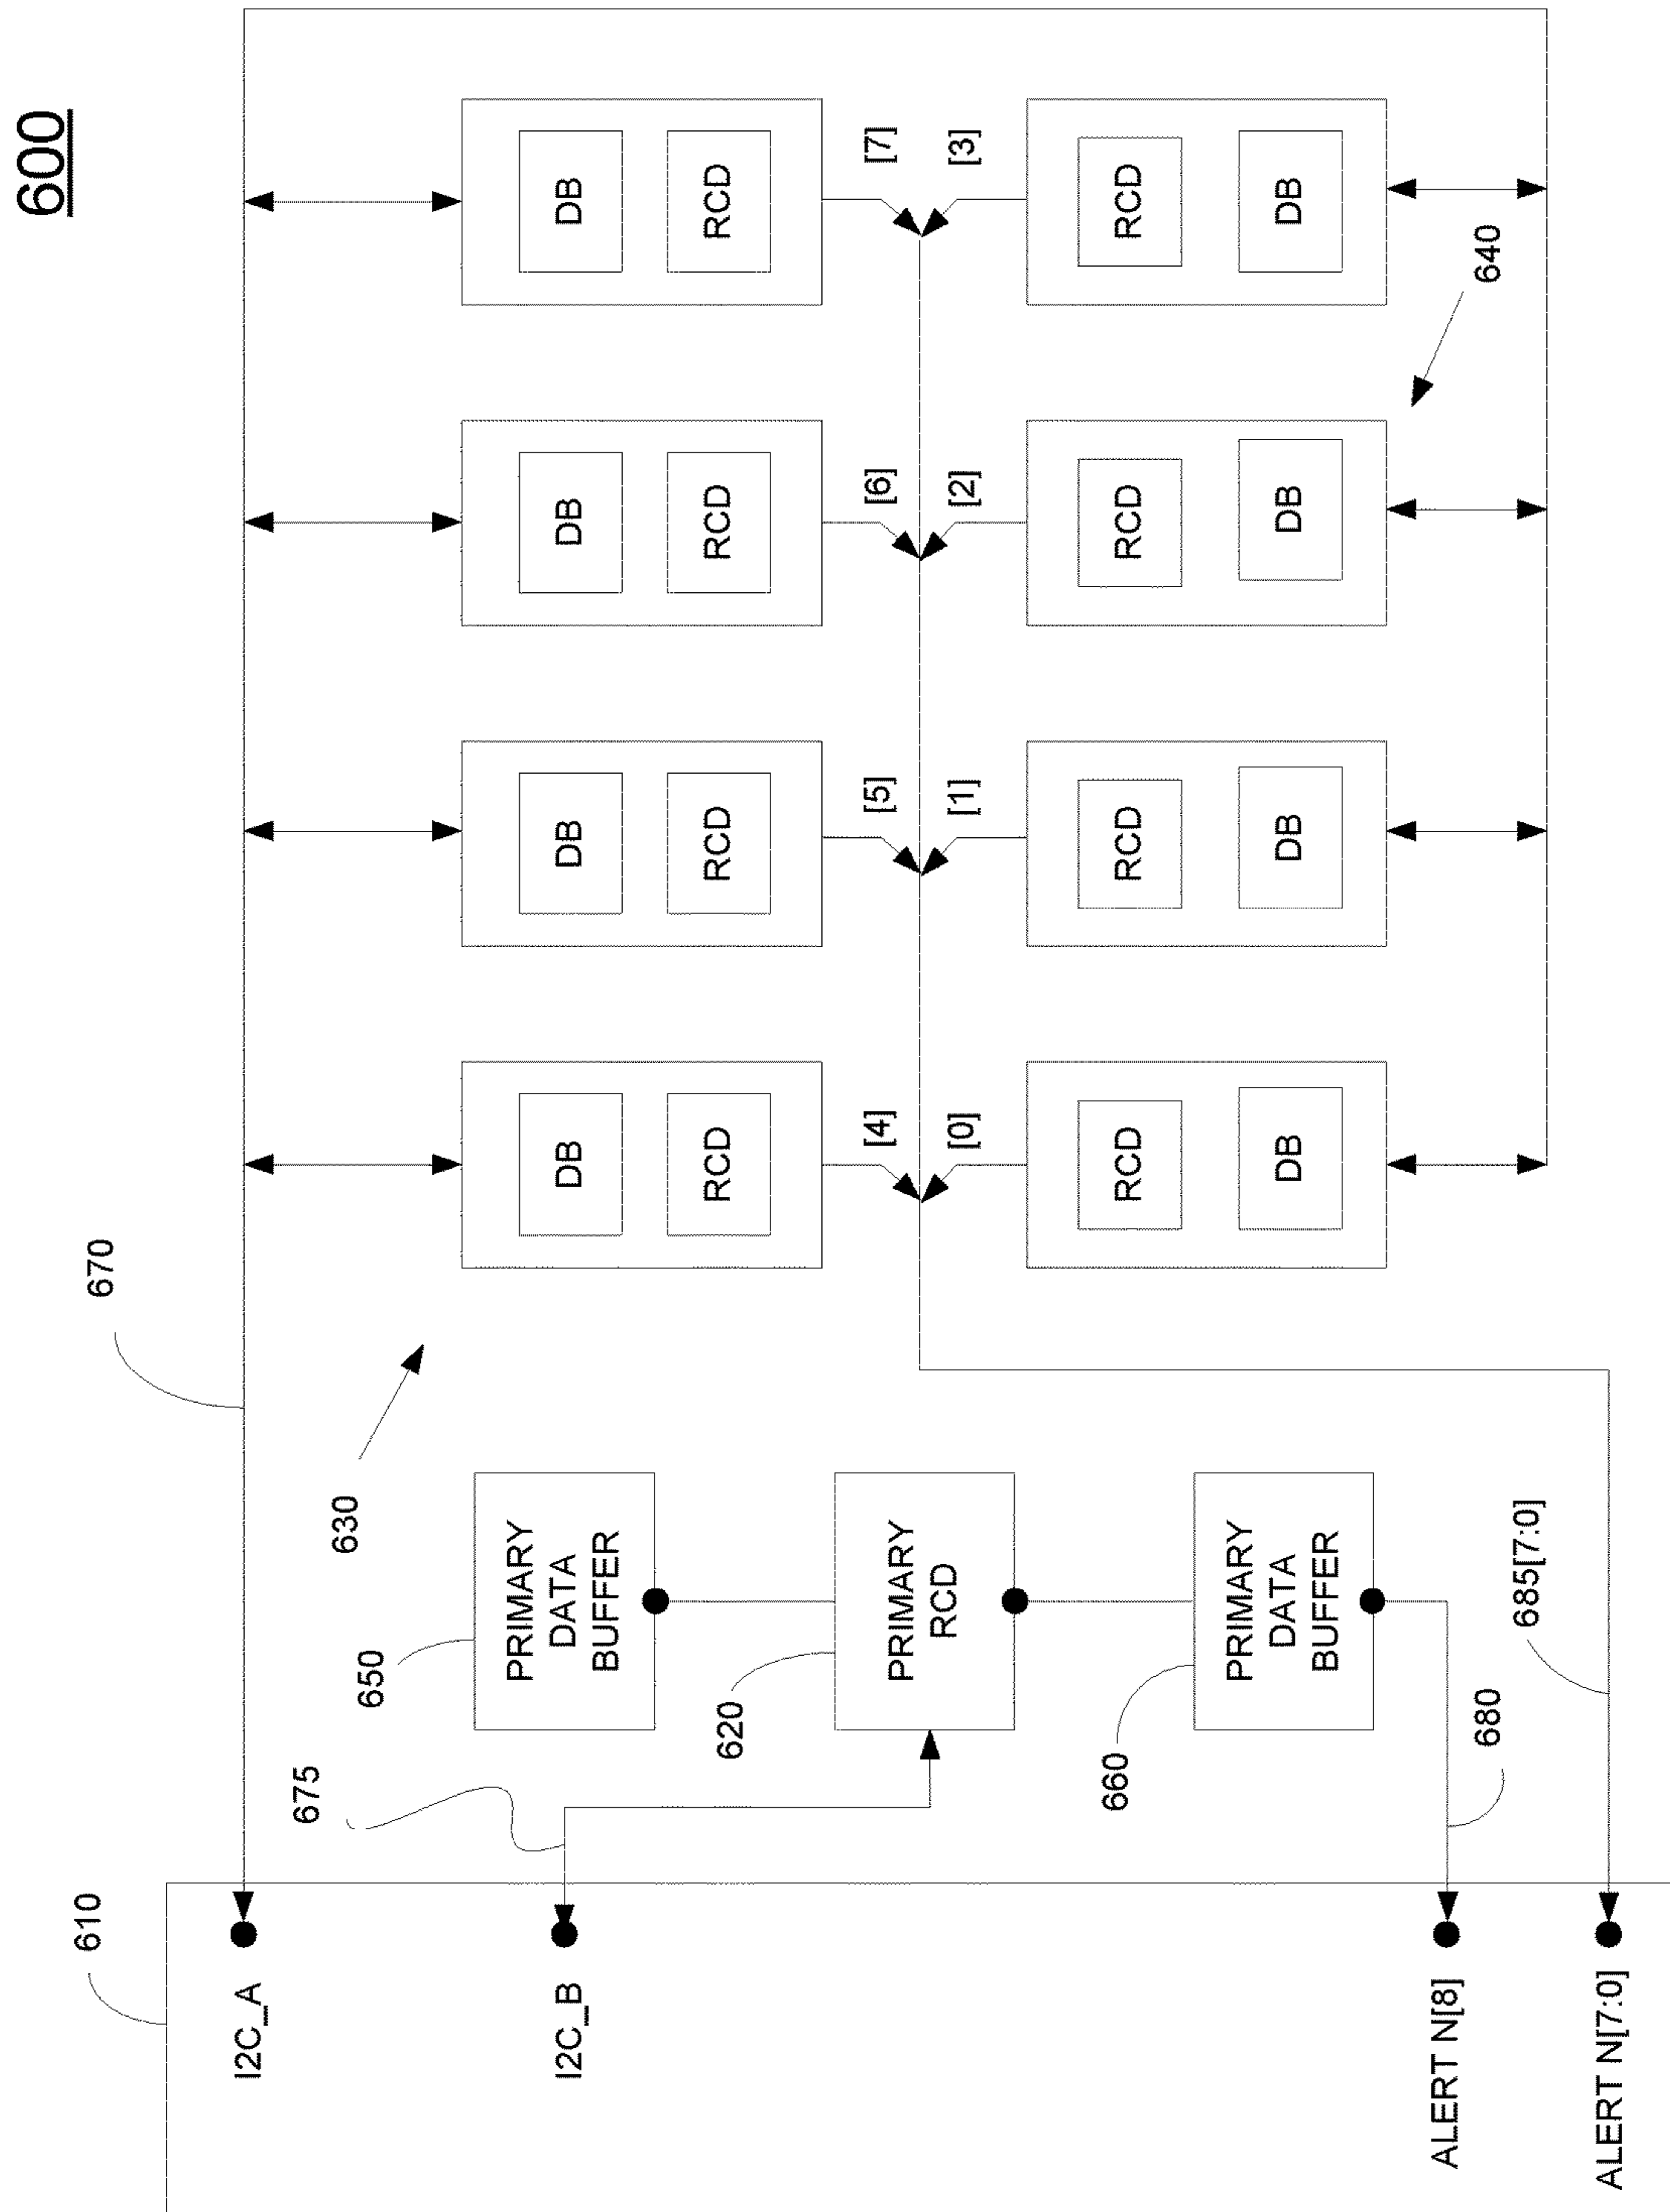 600
670
630
DB
RCD
[4]
DB
RCD
[5]
DB
RCD
[6]
DB
RCD
[7]
[0]
RCD
DB
[1]
RCD
DB
[2]
RCD
DB
[3]
RCD
DB
640
610
I2C_A
675
I2C_B
650
PRIMARY
DATA
BUFFER
620
PRIMARY
RCD
660
PRIMARY
DATA
BUFFER
680
ALERT N[8]
685[7:0]
ALERT N[7:0]